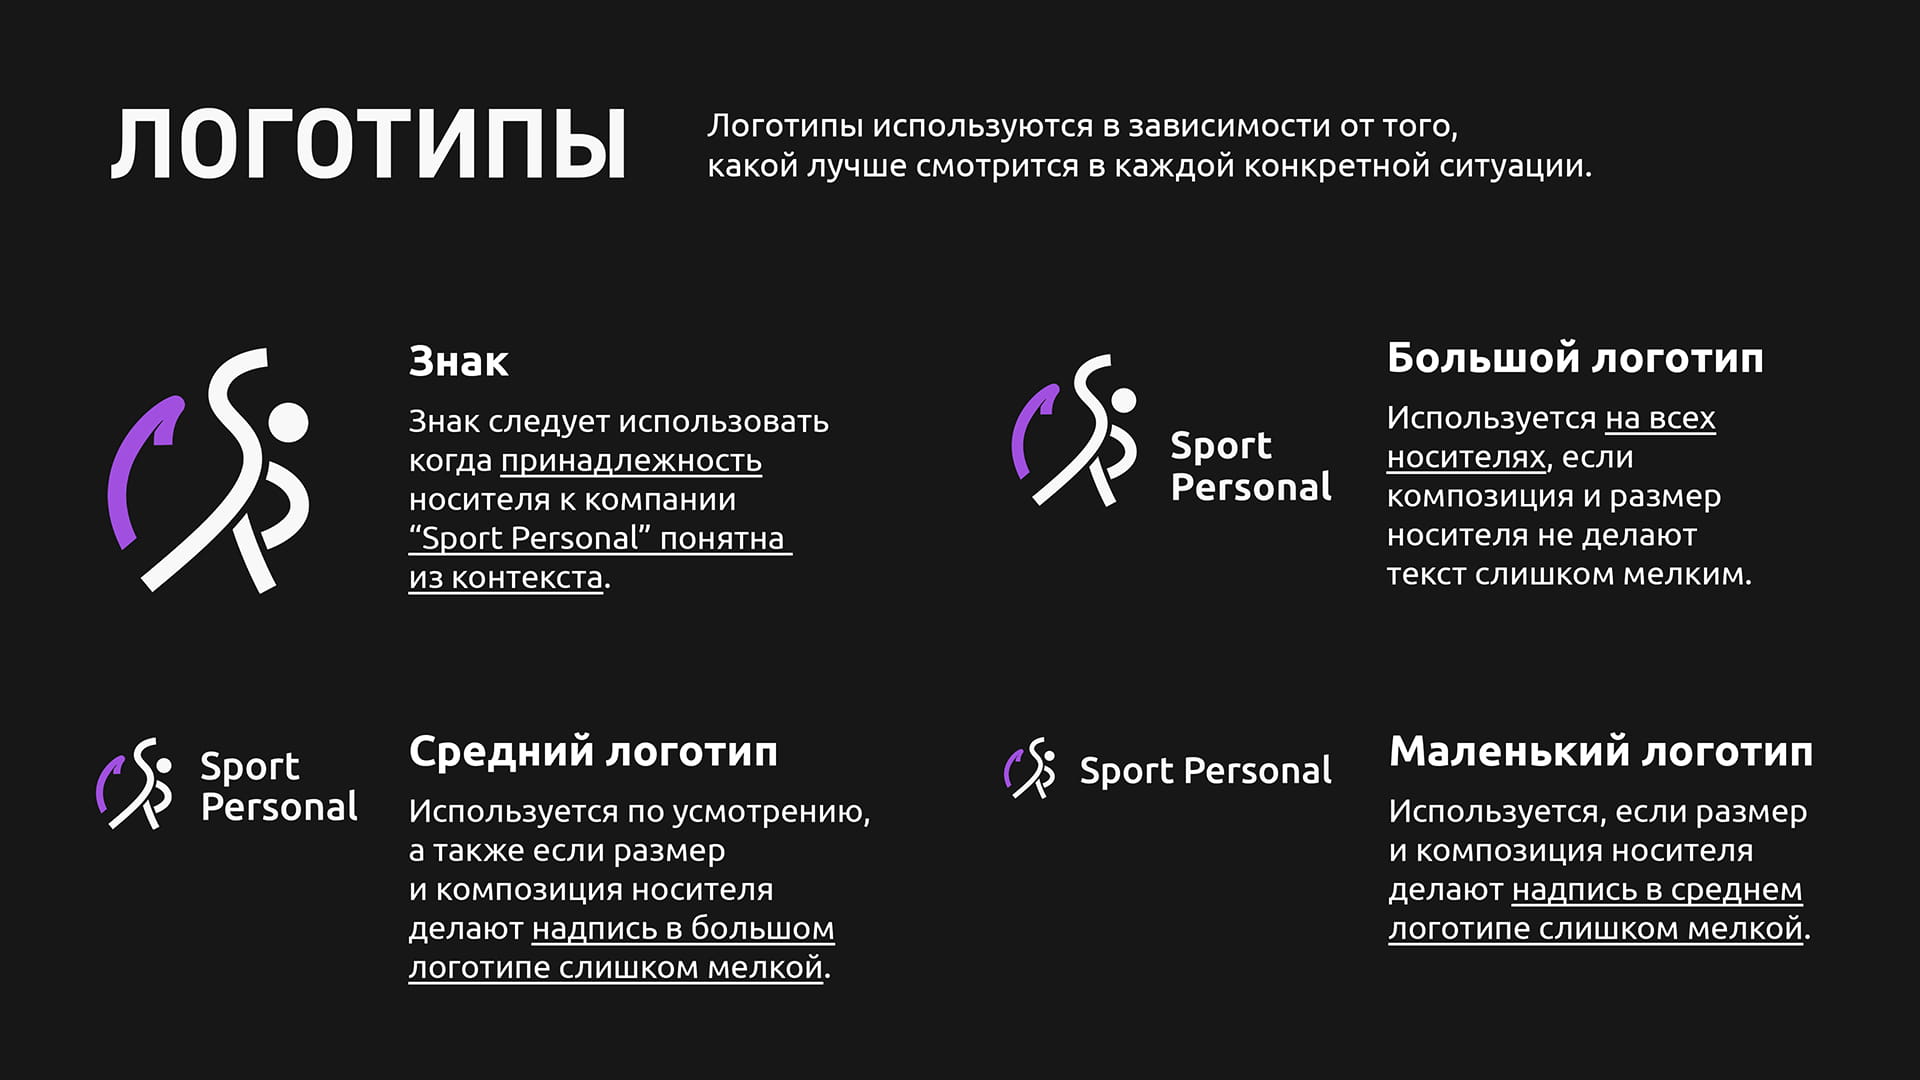 ЛОГОТИПЫ
Логотипы используются в зависимости от того,
какой лучше смотрится в каждой конкретной ситуации.
Знак
Знак следует использовать
когда принадлежность
носителя к компании
“Sport Personal” понятна
из контекста.
Sport
Personal
Большой логотип
Используется на всех
носителях, если
композиция и размер
носителя не делают
текст слишком мелким.
Sport
Personal
Средний логотип
Используется по усмотрению,
а также если размер
и композиция носителя
делают надпись в большом
логотипе слишком мелкой.
Sport Personal
Маленький логотип
Используется, если размер
и композиция носителя
делают надпись в среднем
логотипе слишком мелкой.